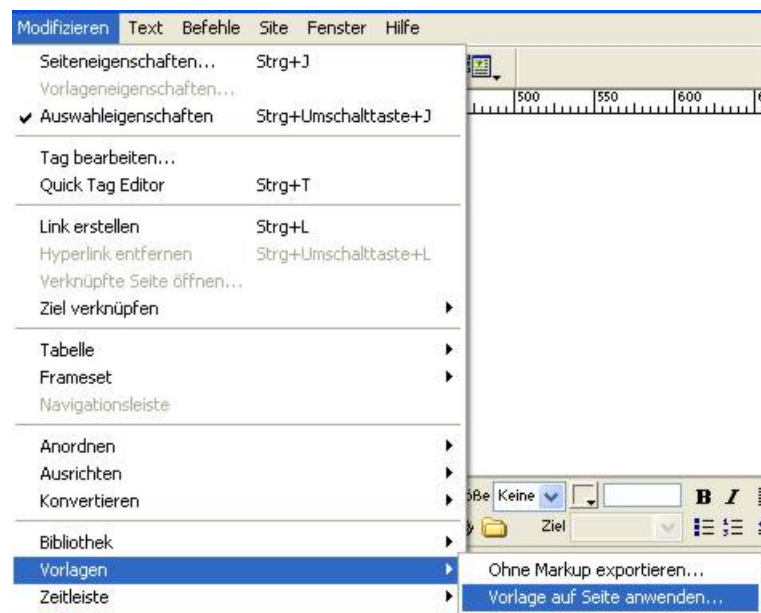 Modifizieren Text Befehle Site Fenster Hilfe
Seiteneigenschaften... Strg+J
Vorlageneigenschaften...
Auswahleigenschaften Strg+Umschalttaste+J
500 550 600
Tag bearbeiten...
Quick Tag Editor Strg+T
Link erstellen Strg+L
Hyperlink entfernen Strg+Umschalttaste+L
Verknüpfte Seite öffnen...
Ziel verknüpfen
Tabelle
Frameset
Navigationsleiste
Anordnen
Ausrichten
Konvertieren
Keine B I
Ziel
Bibliothek
Vorlagen
Ohne Markup exportieren...
Zeitleiste
Vorlage auf Seite anwenden...